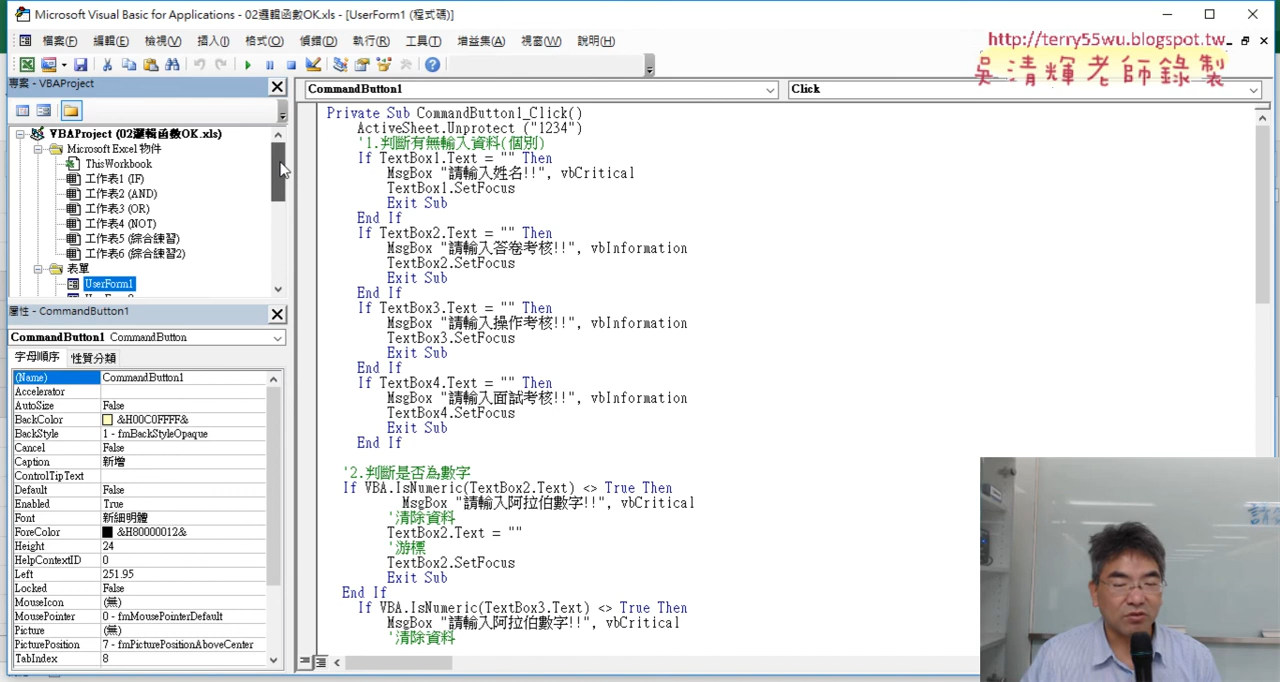 Microsoft Visual Basic for Applications - 02邏輯函數OK.xls - [UserForm1 (程式碼)]
檔案(F) 編輯(E) 檢視(V) 插入(I) 格式(O) 偵錯(D) 執行(R) 工具(T) 增益集(A) 視窗(W) 說明(H)
http://terry55wu.blogspot.tw
吳清輝老師錄製
專案 - VBAProject
CommandButton1
Click
VBAProject (02邏輯函數OK.xls)
Microsoft Excel 物件
ThisWorkbook
工作表1 (IF)
工作表2 (AND)
工作表3 (OR)
工作表4 (NOT)
工作表5 (綜合練習)
工作表6 (綜合練習2)
表單
UserForm1
屬性 - CommandButton1
CommandButton1 CommandButton
字母順序 性質分類
(Name) CommandButton1
Accelerator
AutoSize False
BackColor &H00C0FFFF&
BackStyle 1 - fmBackStyleOpaque
Cancel False
Caption 新增
ControlTipText
Default False
Enabled True
Font 新細明體
ForeColor &H80000012&
Height 24
HelpContextID 0
Left 251.95
Locked False
MouseIcon (無)
MousePointer 0 - fmMousePointerDefault
Picture (無)
PicturePosition 7 - fmPicturePositionAboveCenter
TabIndex 8
Private Sub CommandButton1_Click()
ActiveSheet.Unprotect ("1234")
'1.判斷有無輸入資料(個別)
If TextBox1.Text = "" Then
MsgBox "請輸入姓名!!", vbCritical
TextBox1.SetFocus
Exit Sub
End If
If TextBox2.Text = "" Then
MsgBox "請輸入答卷考核!!", vbInformation
TextBox2.SetFocus
Exit Sub
End If
If TextBox3.Text = "" Then
MsgBox "請輸入操作考核!!", vbInformation
TextBox3.SetFocus
Exit Sub
End If
If TextBox4.Text = "" Then
MsgBox "請輸入面試考核!!", vbInformation
TextBox4.SetFocus
Exit Sub
End If
'2.判斷是否為數字
If VBA.IsNumeric(TextBox2.Text) <> True Then
MsgBox "請輸入阿拉伯數字!!", vbCritical
'清除資料
TextBox2.Text = ""
'游標
TextBox2.SetFocus
Exit Sub
End If
If VBA.IsNumeric(TextBox3.Text) <> True Then
MsgBox "請輸入阿拉伯數字!!", vbCritical
'清除資料